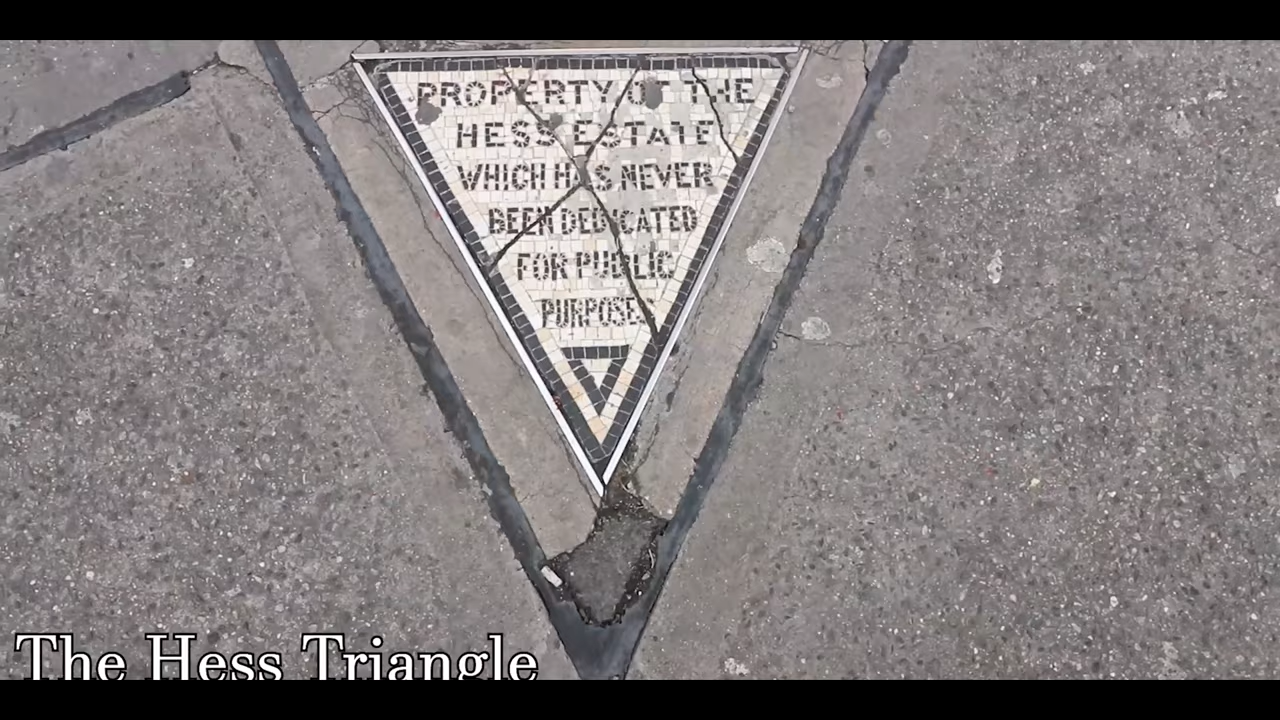 PROPERTY OF THE
HESS ESTATE
WHICH HAS NEVER
BEEN DEDICATED
FOR PUBLIC
PURPOSES
The Hess Triangle